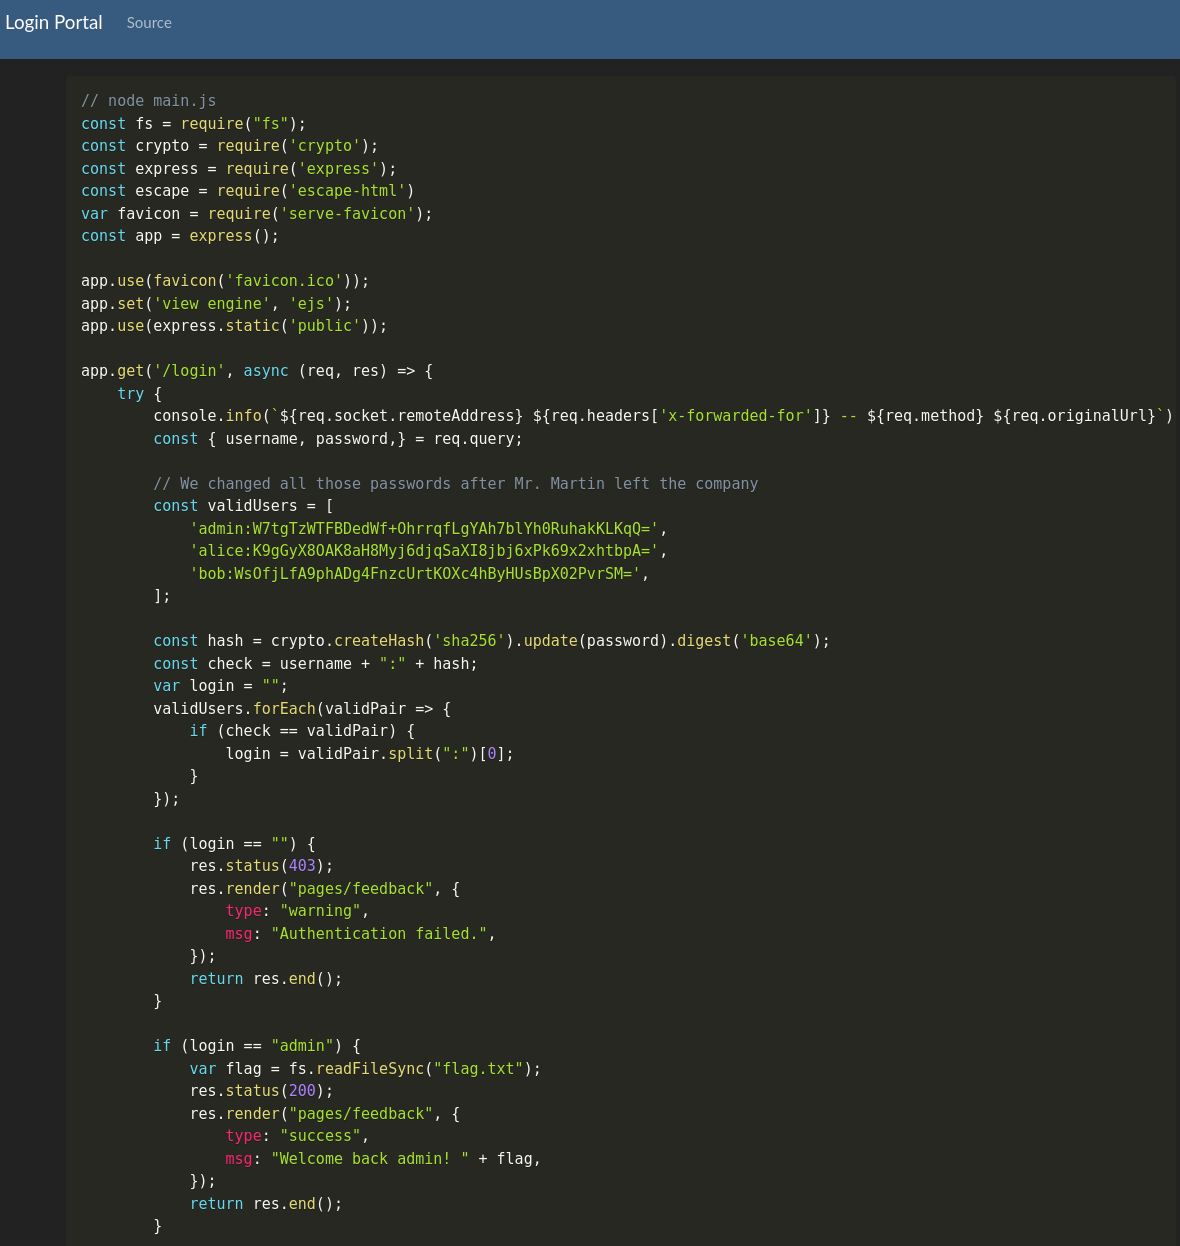 Login Portal Source
// node main.js
const fs = require("fs");
const crypto = require('crypto');
const express = require('express');
const escape = require('escape-html')
var favicon = require('serve-favicon');
const app = express();

app.use(favicon('favicon.ico'));
app.set('view engine', 'ejs');
app.use(express.static('public'));

app.get('/login', async (req, res) => {
    try {
        console.info(`${req.socket.remoteAddress} ${req.headers['x-forwarded-for']} -- ${req.method} ${req.originalUrl}`)
        const { username, password,} = req.query;

        // We changed all those passwords after Mr. Martin left the company
        const validUsers = [
            'admin:W7tgTzWTFBDedWf+OhrrqfLgYAh7blYh0RuhakKLKqQ=',
            'alice:K9gGyX8OAK8aH8Myj6djqSaXI8jbj6xPk69x2xhtbpA=',
            'bob:WsOfjLfA9phADg4FnzcUrtKOXc4hByHUsBpX02PvrSM=',
        ];

        const hash = crypto.createHash('sha256').update(password).digest('base64');
        const check = username + ":" + hash;
        var login = "";
        validUsers.forEach(validPair => {
            if (check == validPair) {
                login = validPair.split(":")[0];
            }
        });

        if (login == "") {
            res.status(403);
            res.render("pages/feedback", {
                type: "warning",
                msg: "Authentication failed.",
            });
            return res.end();
        }

        if (login == "admin") {
            var flag = fs.readFileSync("flag.txt");
            res.status(200);
            res.render("pages/feedback", {
                type: "success",
                msg: "Welcome back admin! " + flag,
            });
            return res.end();
        }